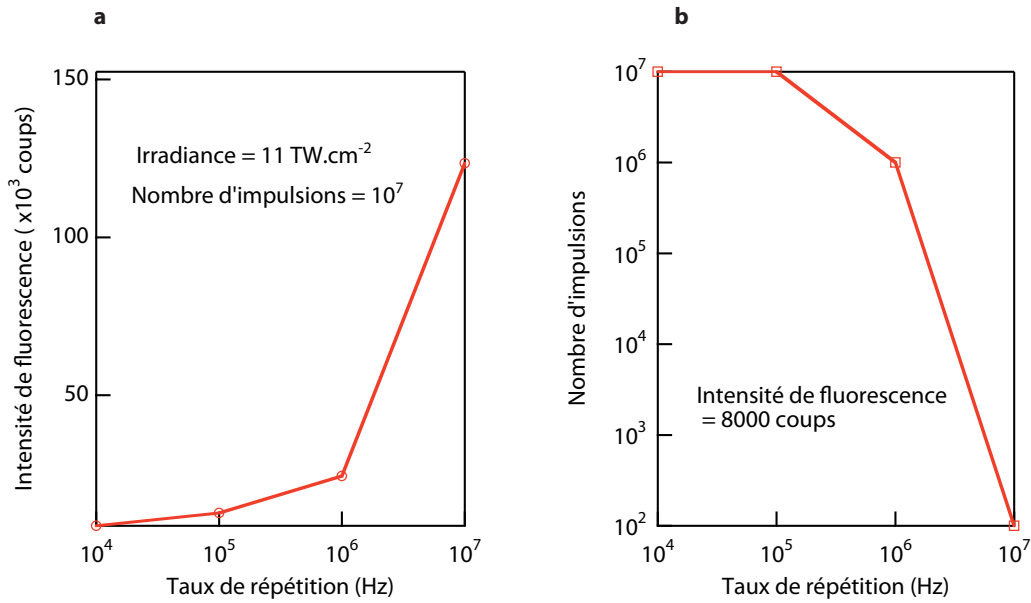 a
150
100
50
Intensité de fluorescence ( x10³ coups)
Irradiance = 11 TW.cm⁻²
Nombre d'impulsions = 10⁷
10⁴ 10⁵ 10⁶ 10⁷
Taux de répétition (Hz)
b
10⁷
10⁶
10⁵
10⁴
10³
10²
Nombre d'impulsions
Intensité de fluorescence
= 8000 coups
10⁴ 10⁵ 10⁶ 10⁷
Taux de répétition (Hz)